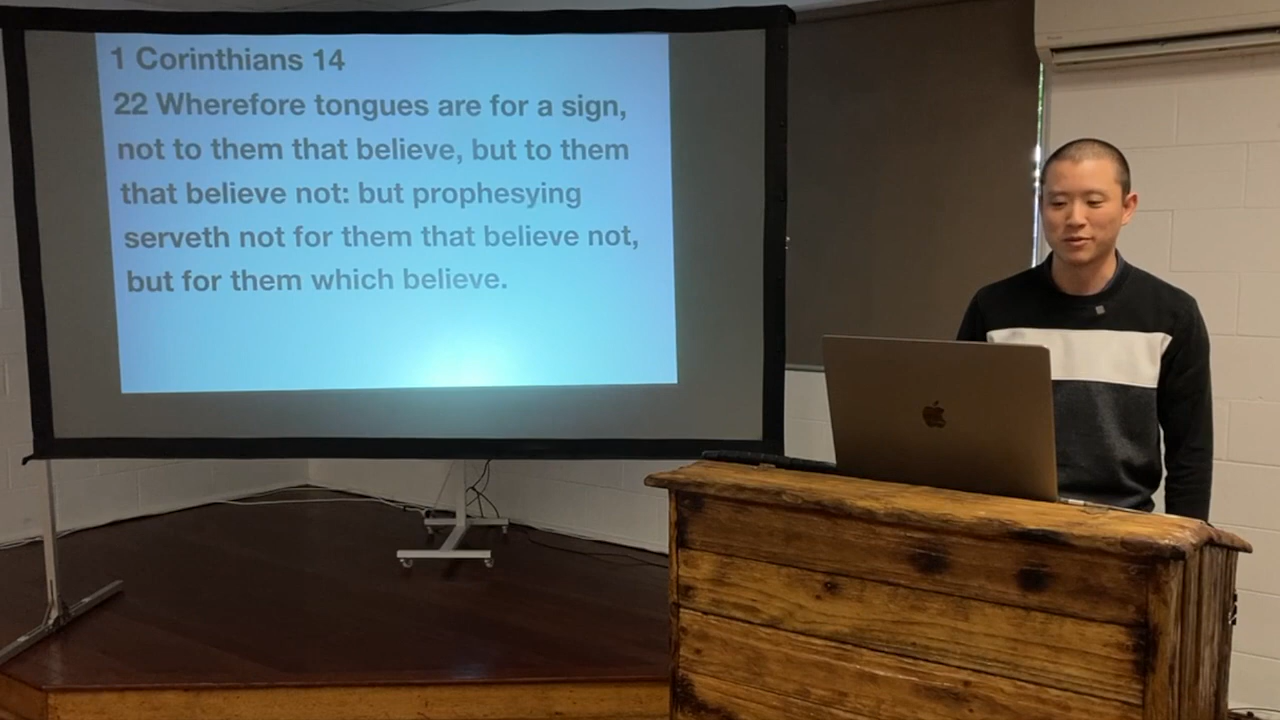 1 Corinthians 14
22 Wherefore tongues are for a sign,
not to them that believe, but to them
that believe not: but prophesying
serveth not for them that believe not,
but for them which believe.